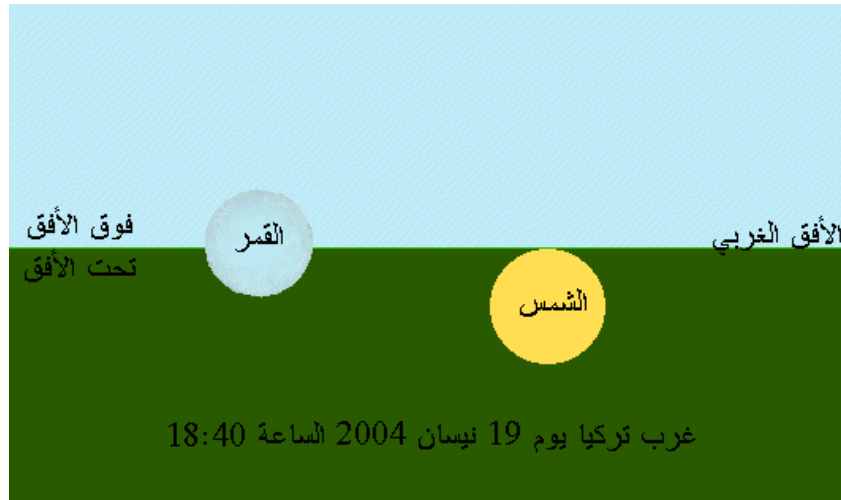 فوق الأفق
القمر
الأفق الغربي
تحت الأفق
الشمس
غرب تركيا يوم 19 نيسان 2004 الساعة 18:40